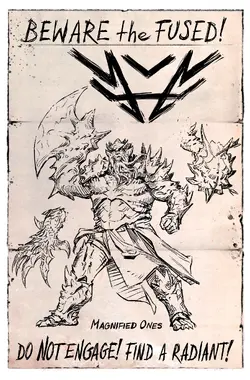 BEWARE the FUSED!
MAGNIFIED ONES
DO NOT ENGAGE! FIND A RADIANT!